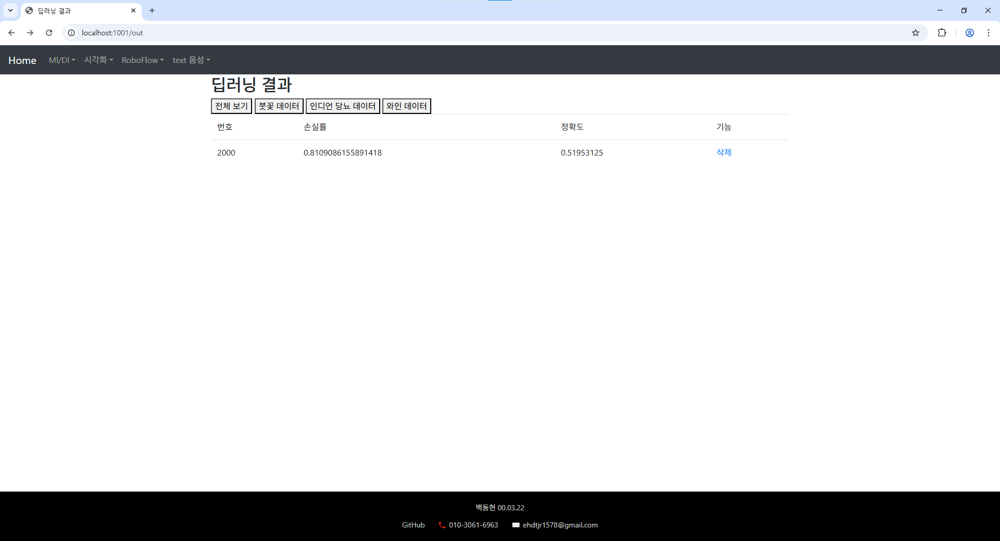 딥러닝 결과
localhost:1001/out
Home Ml/Dl 시각화 RoboFlow text 음성
딥러닝 결과
전체 보기 붓꽃 데이터 인디언 당뇨 데이터 와인 데이터
번호 손실률 정확도 기능
2000 0.8109086155891418 0.51953125 삭제
백동현 00.03.22
GitHub 📞 010-3061-6963 ✉️ ehdtjr1578@gmail.com